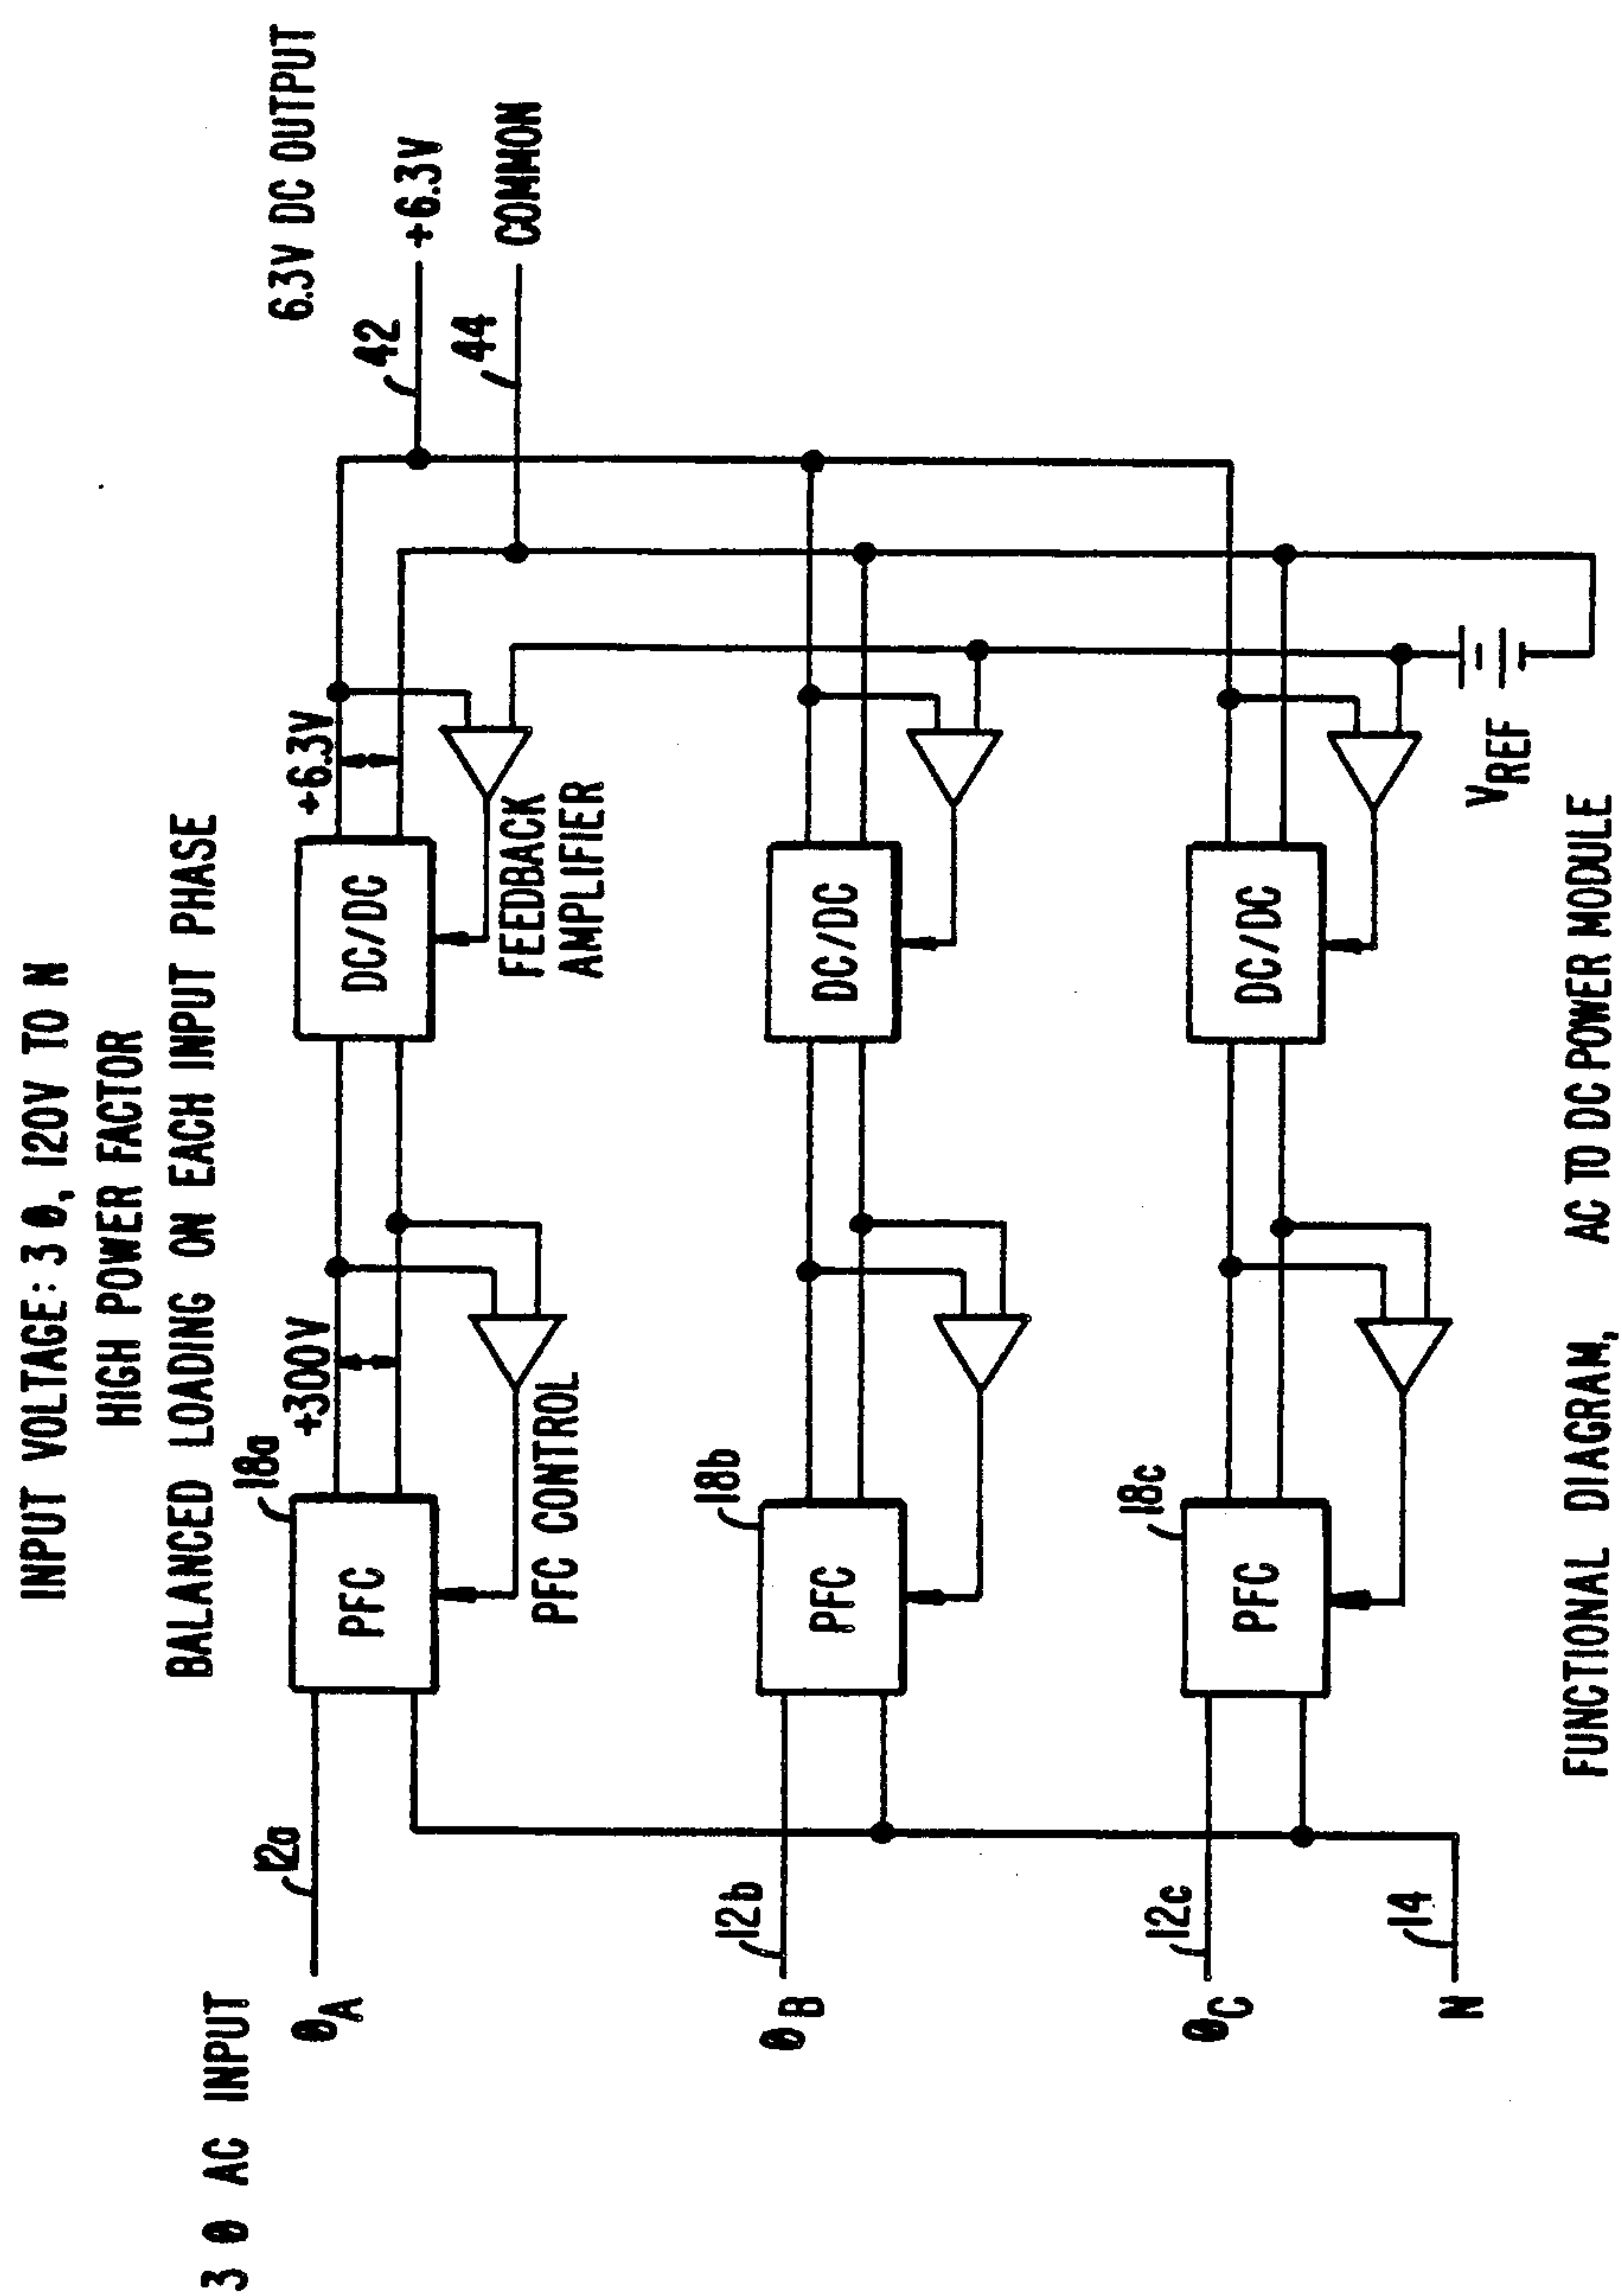 INPUT VOLTAGE: 3 Ø, 120V TO N
HIGH POWER FACTOR
BALANCED LOADING ON EACH INPUT PHASE
3 Ø AC INPUT
6.3V DC OUTPUT
ØA
12a
18a
PFC
+300V
PFC CONTROL
DC/DC
+6.3V
FEEDBACK
AMPLIFIER
42
+6.3V
44
COMMON
ØB
12b
18b
PFC
DC/DC
ØC
12c
18c
PFC
DC/DC
N
14
VREF
FUNCTIONAL DIAGRAM, AC TO DC POWER MODULE